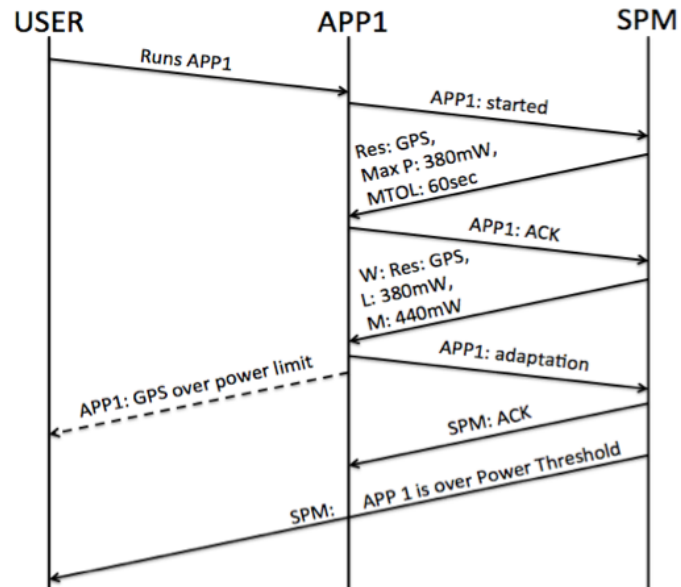 USER
APP1
SPM
Runs APP1
APP1: started
Res: GPS,
Max P: 380mW,
MTOL: 60sec
APP1: ACK
W: Res: GPS,
L: 380mW,
M: 440mW
APP1: adaptation
APP1: GPS over power limit
SPM: ACK
SPM: APP 1 is over Power Threshold